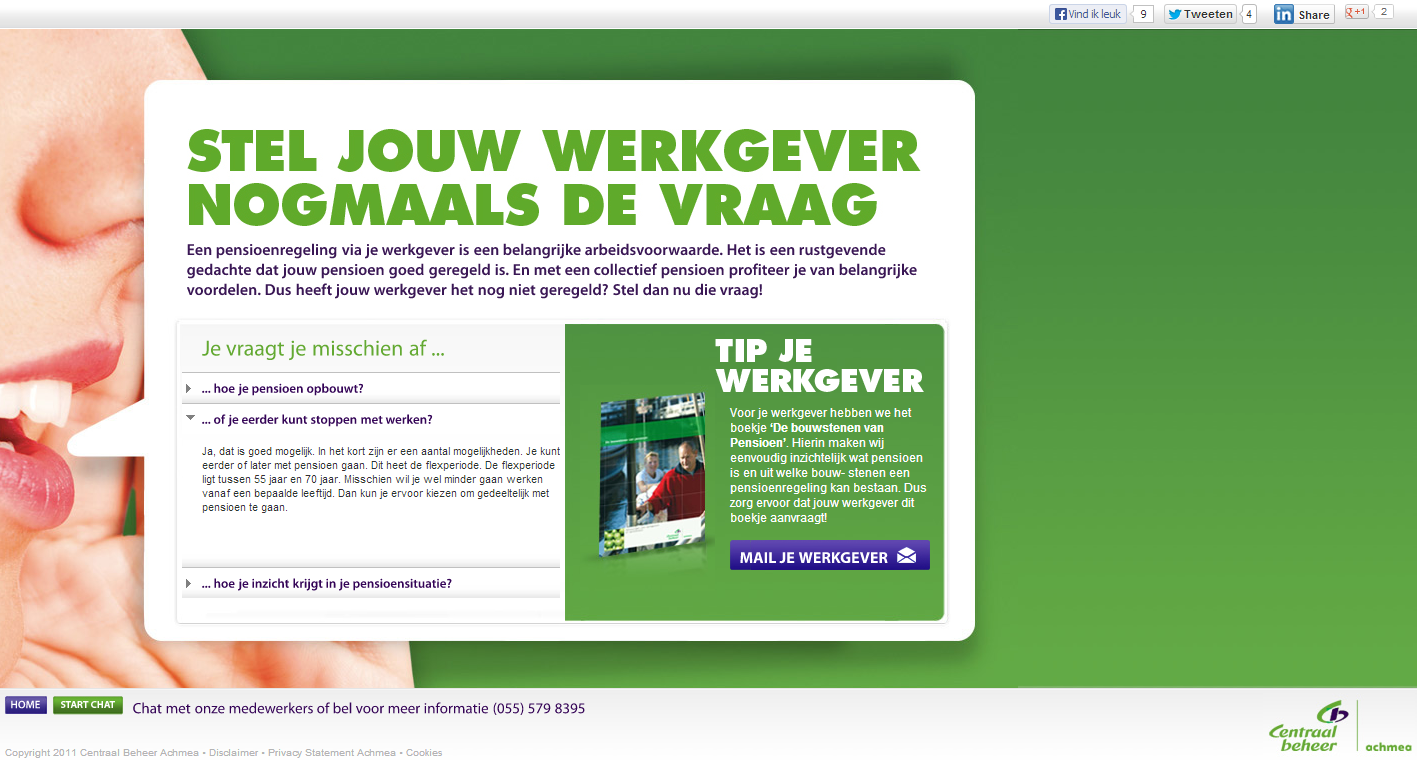 Vind ik leuk 9 Tweeten 4 in Share g +1 2
STEL JOUW WERKGEVER
NOGMAALS DE VRAAG
Een pensioenregeling via je werkgever is een belangrijke arbeidsvoorwaarde. Het is een rustgevende
gedachte dat jouw pensioen goed geregeld is. En met een collectief pensioen profiteer je van belangrijke
voordelen. Dus heeft jouw werkgever het nog niet geregeld? Stel dan nu die vraag!
Je vraagt je misschien af ...
... hoe je pensioen opbouwt?
... of je eerder kunt stoppen met werken?
Ja, dat is goed mogelijk. In het kort zijn er een aantal mogelijkheden. Je kunt
eerder of later met pensioen gaan. Dit heet de flexperiode. De flexperiode
ligt tussen 55 jaar en 70 jaar. Misschien wil je wel minder gaan werken
vanaf een bepaalde leeftijd. Dan kun je ervoor kiezen om gedeeltelijk met
pensioen te gaan.
... hoe je inzicht krijgt in je pensioensituatie?
TIP JE
WERKGEVER
Voor je werkgever hebben we het
boekje ‘De bouwstenen van
Pensioen’. Hierin maken wij
eenvoudig inzichtelijk wat pensioen
is en uit welke bouw- stenen een
pensioenregeling kan bestaan. Dus
zorg ervoor dat jouw werkgever dit
boekje aanvraagt!
MAIL JE WERKGEVER
HOME START CHAT Chat met onze medewerkers of bel voor meer informatie (055) 579 8395
Copyright 2011 Centraal Beheer Achmea • Disclaimer • Privacy Statement Achmea • Cookies
Centraal
beheer
achmea